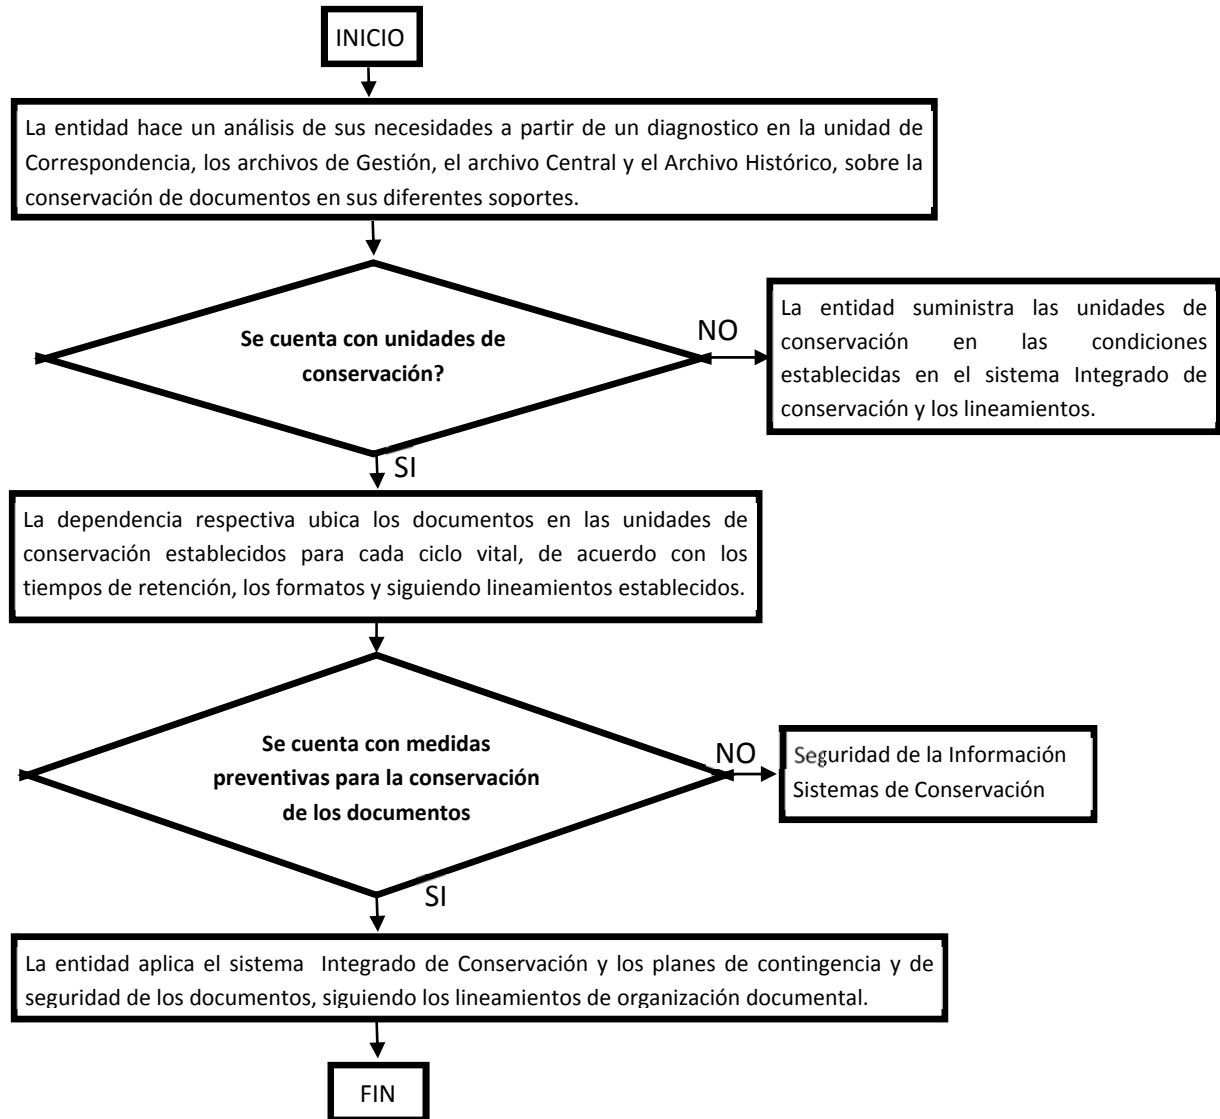 INICIO
La entidad hace un análisis de sus necesidades a partir de un diagnostico en la unidad de
Correspondencia, los archivos de Gestión, el archivo Central y el Archivo Histórico, sobre la
conservación de documentos en sus diferentes soportes.
Se cuenta con unidades de
conservación?
NO
La entidad suministra las unidades de
conservación en las condiciones
establecidas en el sistema Integrado de
conservación y los lineamientos.
SI
La dependencia respectiva ubica los documentos en las unidades de
conservación establecidos para cada ciclo vital, de acuerdo con los
tiempos de retención, los formatos y siguiendo lineamientos establecidos.
Se cuenta con medidas
preventivas para la conservación
de los documentos
NO
Seguridad de la Información
Sistemas de Conservación
SI
La entidad aplica el sistema Integrado de Conservación y los planes de contingencia y de
seguridad de los documentos, siguiendo los lineamientos de organización documental.
FIN